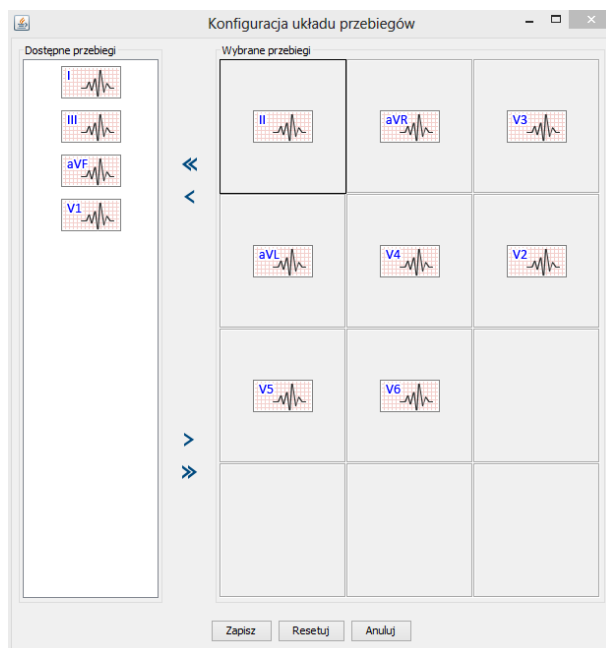 Konfiguracja układu przebiegów
Dostępne przebiegi
I
III
aVF
V1
Wybrane przebiegi
II aVR V3
aVL V4 V2
V5 V6
Zapisz Resetuj Anuluj